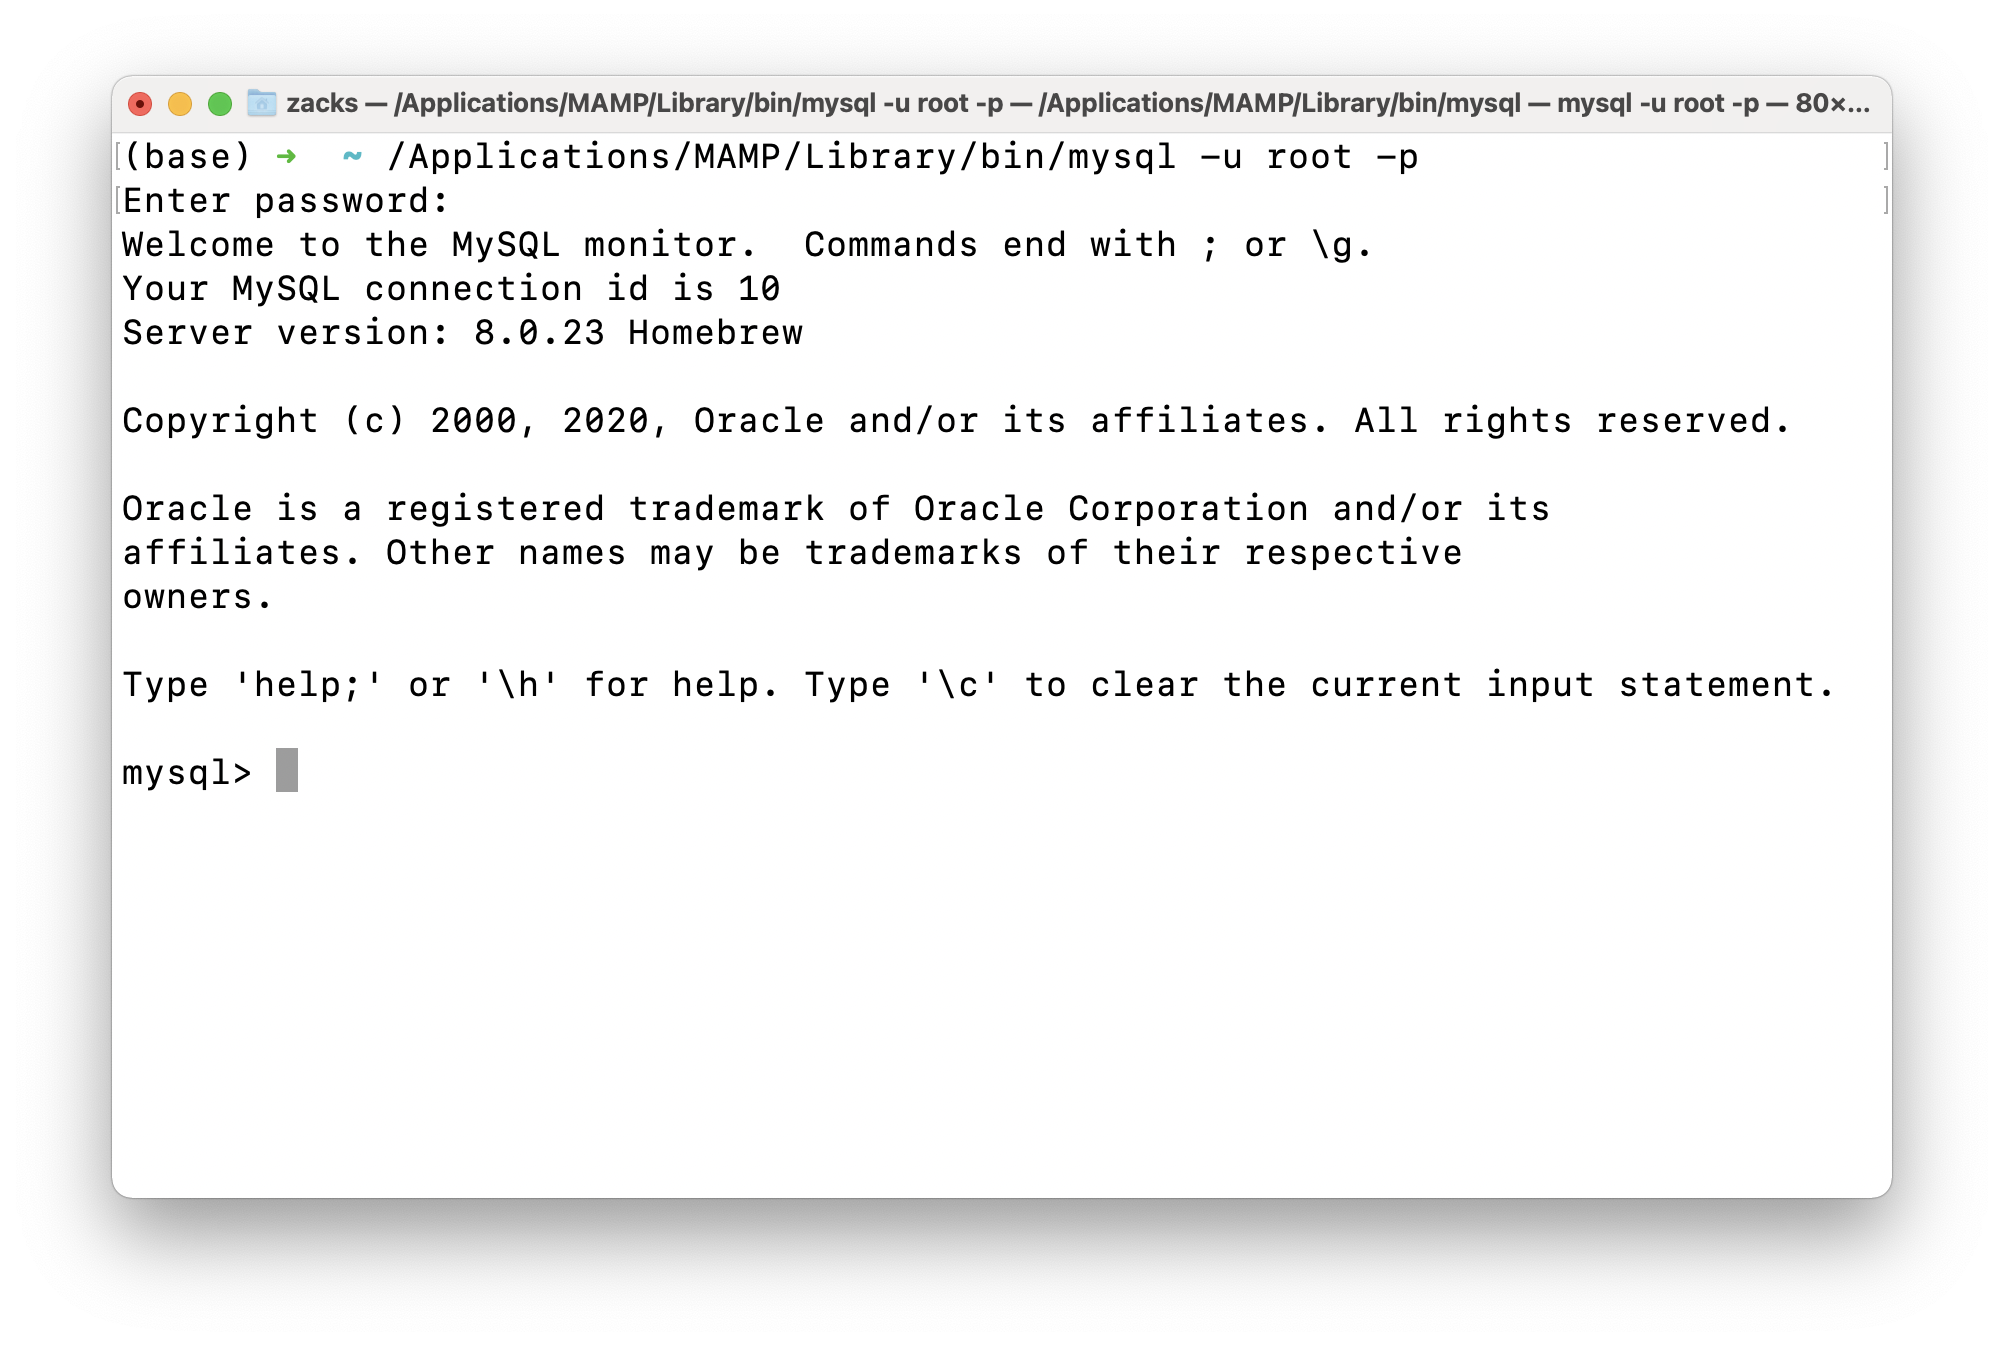 zacks — /Applications/MAMP/Library/bin/mysql -u root -p — /Applications/MAMP/Library/bin/mysql — mysql -u root -p — 80×...
(base) ➜  ~ /Applications/MAMP/Library/bin/mysql -u root -p
Enter password:
Welcome to the MySQL monitor.  Commands end with ; or \g.
Your MySQL connection id is 10
Server version: 8.0.23 Homebrew
Copyright (c) 2000, 2020, Oracle and/or its affiliates. All rights reserved.
Oracle is a registered trademark of Oracle Corporation and/or its
affiliates. Other names may be trademarks of their respective
owners.
Type 'help;' or '\h' for help. Type '\c' to clear the current input statement.
mysql>